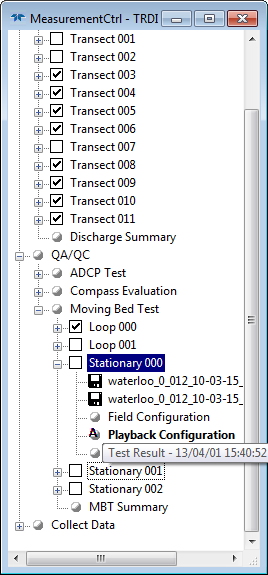 MeasurementCtrl - TRDI
Transect 001
Transect 002
Transect 003
Transect 004
Transect 005
Transect 006
Transect 007
Transect 008
Transect 009
Transect 010
Transect 011
Discharge Summary
QA/QC
ADCP Test
Compass Evaluation
Moving Bed Test
Loop 000
Loop 001
Stationary 000
waterloo_0_012_10-03-15_
waterloo_0_012_10-03-15_
Field Configuration
Playback Configuration
Test Result - 13/04/01 15:40:52
Stationary 001
Stationary 002
MBT Summary
Collect Data